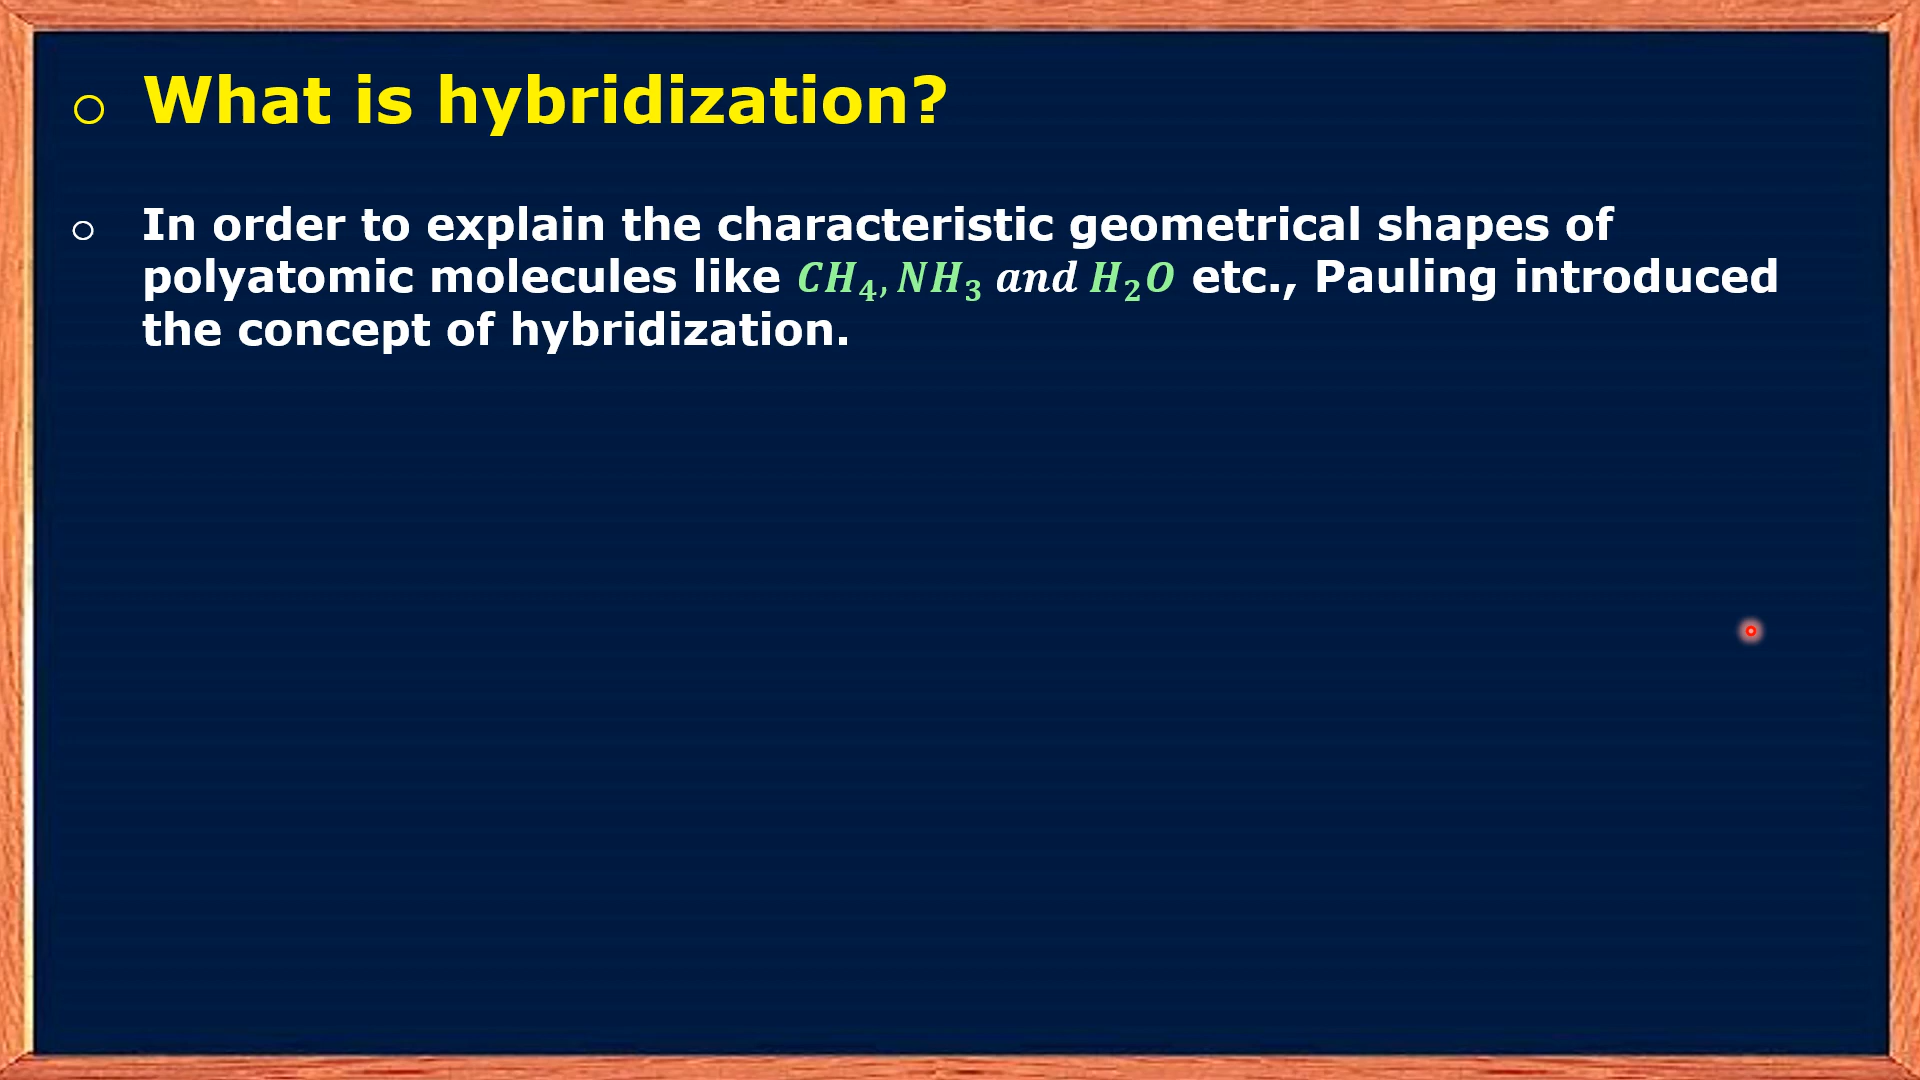 ○ What is hybridization?
○ In order to explain the characteristic geometrical shapes of
polyatomic molecules like CH₄, NH₃ and H₂O etc., Pauling introduced
the concept of hybridization.